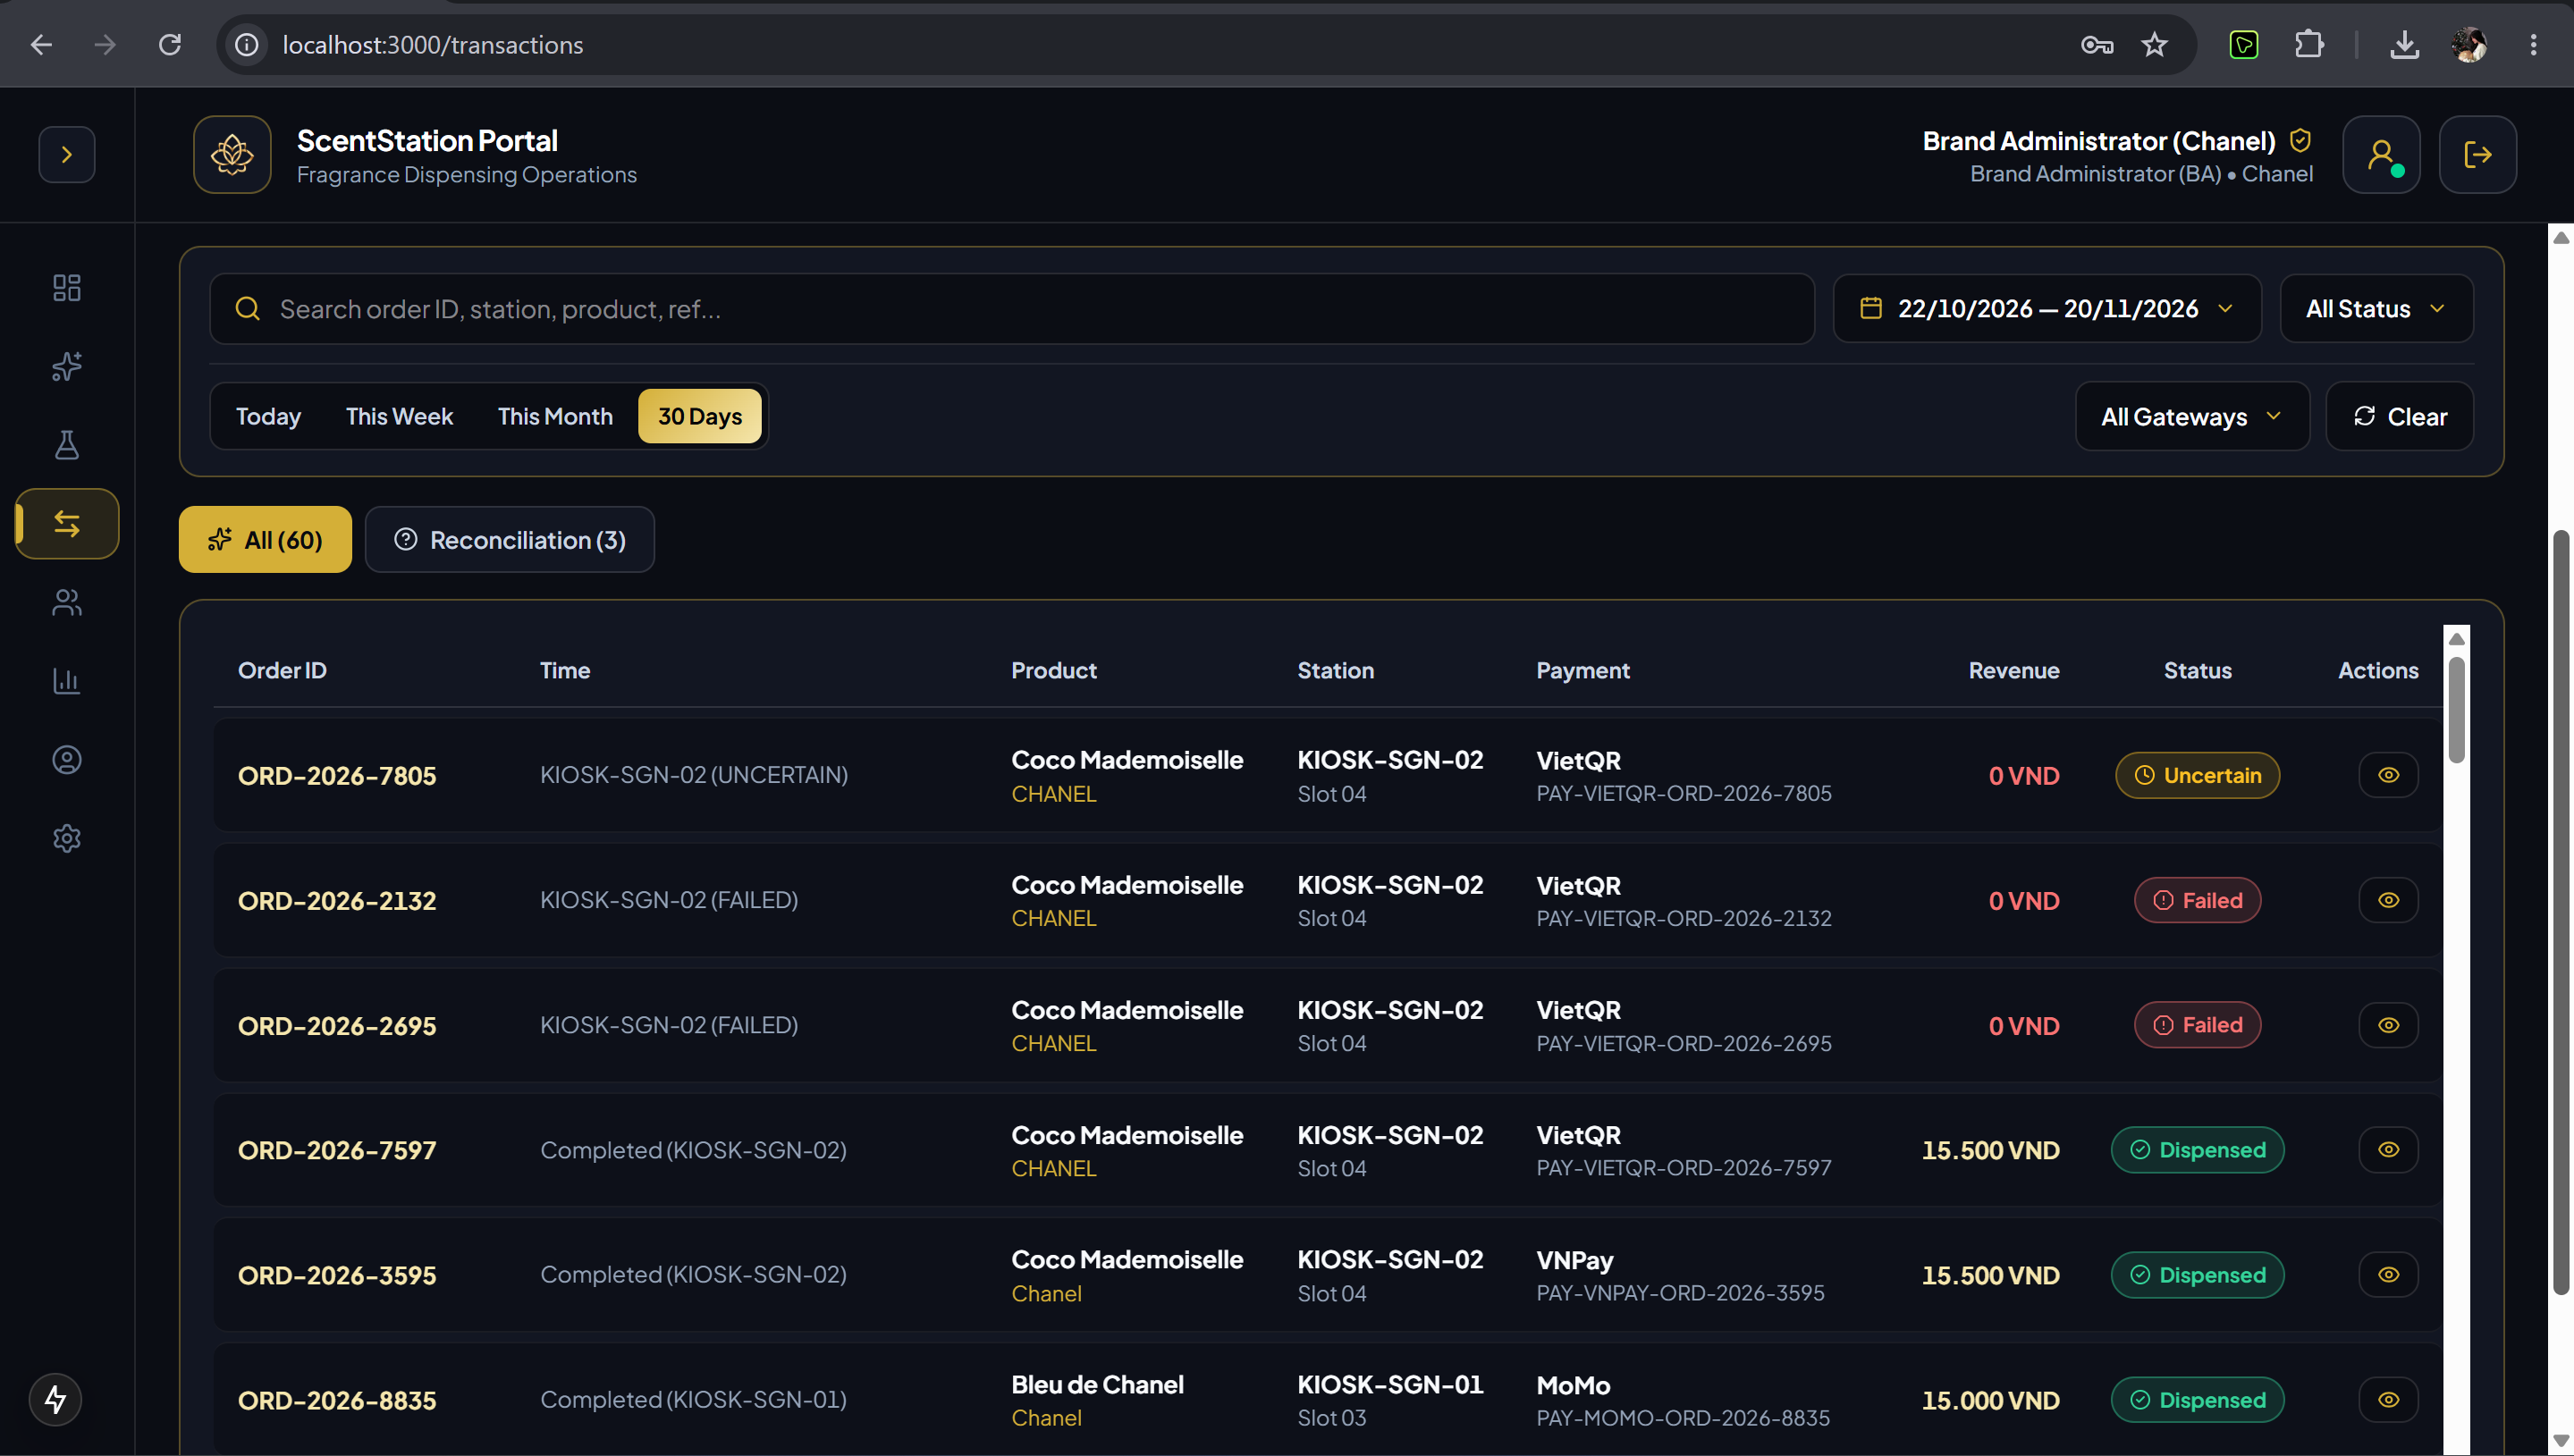 localhost:3000/transactions
ScentStation Portal
Fragrance Dispensing Operations
Brand Administrator (Chanel)
Brand Administrator (BA) • Chanel
Search order ID, station, product, ref...
22/10/2026 — 20/11/2026
All Status
Today
This Week
This Month
30 Days
All Gateways
Clear
All (60)
Reconciliation (3)
Order ID Time Product Station Payment Revenue Status Actions
ORD-2026-7805 KIOSK-SGN-02 (UNCERTAIN) Coco Mademoiselle KIOSK-SGN-02 VietQR 0 VND Uncertain
CHANEL Slot 04 PAY-VIETQR-ORD-2026-7805
ORD-2026-2132 KIOSK-SGN-02 (FAILED) Coco Mademoiselle KIOSK-SGN-02 VietQR 0 VND Failed
CHANEL Slot 04 PAY-VIETQR-ORD-2026-2132
ORD-2026-2695 KIOSK-SGN-02 (FAILED) Coco Mademoiselle KIOSK-SGN-02 VietQR 0 VND Failed
CHANEL Slot 04 PAY-VIETQR-ORD-2026-2695
ORD-2026-7597 Completed (KIOSK-SGN-02) Coco Mademoiselle KIOSK-SGN-02 VietQR 15.500 VND Dispensed
CHANEL Slot 04 PAY-VIETQR-ORD-2026-7597
ORD-2026-3595 Completed (KIOSK-SGN-02) Coco Mademoiselle KIOSK-SGN-02 VNPay 15.500 VND Dispensed
Chanel Slot 04 PAY-VNPAY-ORD-2026-3595
ORD-2026-8835 Completed (KIOSK-SGN-01) Bleu de Chanel KIOSK-SGN-01 MoMo 15.000 VND Dispensed
Chanel Slot 03 PAY-MOMO-ORD-2026-8835